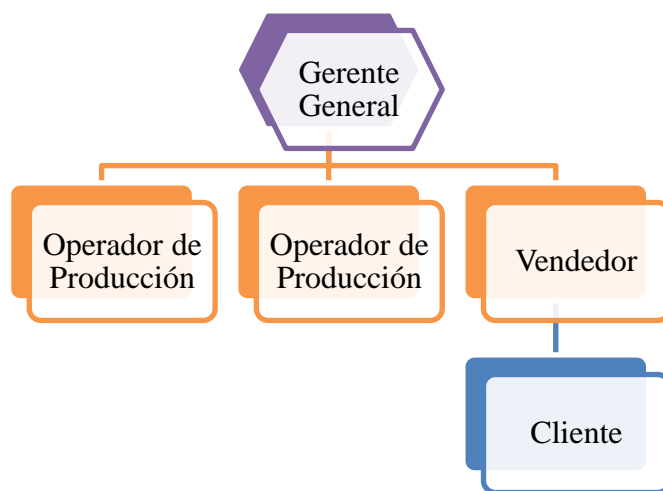 Gerente
General
Operador de
Producción
Operador de
Producción
Vendedor
Cliente